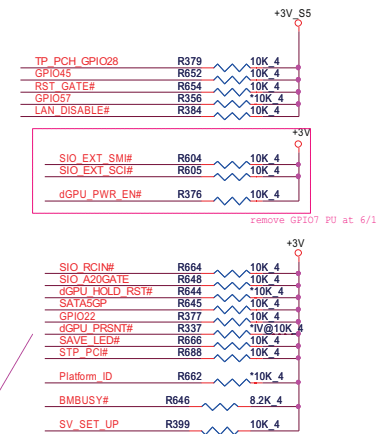 +3V_S5
TP_PCH_GPIO28 R379 10K_4
GPIO45 R652 10K_4
RST_GATE# R654 10K_4
GPIO57 R356 *10K_4
LAN_DISABLE# R384 10K_4
+3V
SIO_EXT_SMI# R604 10K_4
SIO_EXT_SCI# R605 10K_4
dGPU_PWR_EN# R376 10K_4
remove GPIO7 PU at 6/1
+3V
SIO_RCIN# R664 10K_4
SIO_A20GATE R648 10K_4
dGPU_HOLD_RST# R644 *10K_4
SATA5GP R645 10K_4
GPIO22 R377 10K_4
dGPU_PRSNT# R337 *IV@10K_4
SAVE_LED# R666 10K_4
STP_PCI# R688 10K_4
Platform_ID R662 *10K_4
BMBUSY# R646 8.2K_4
SV_SET_UP R399 10K_4